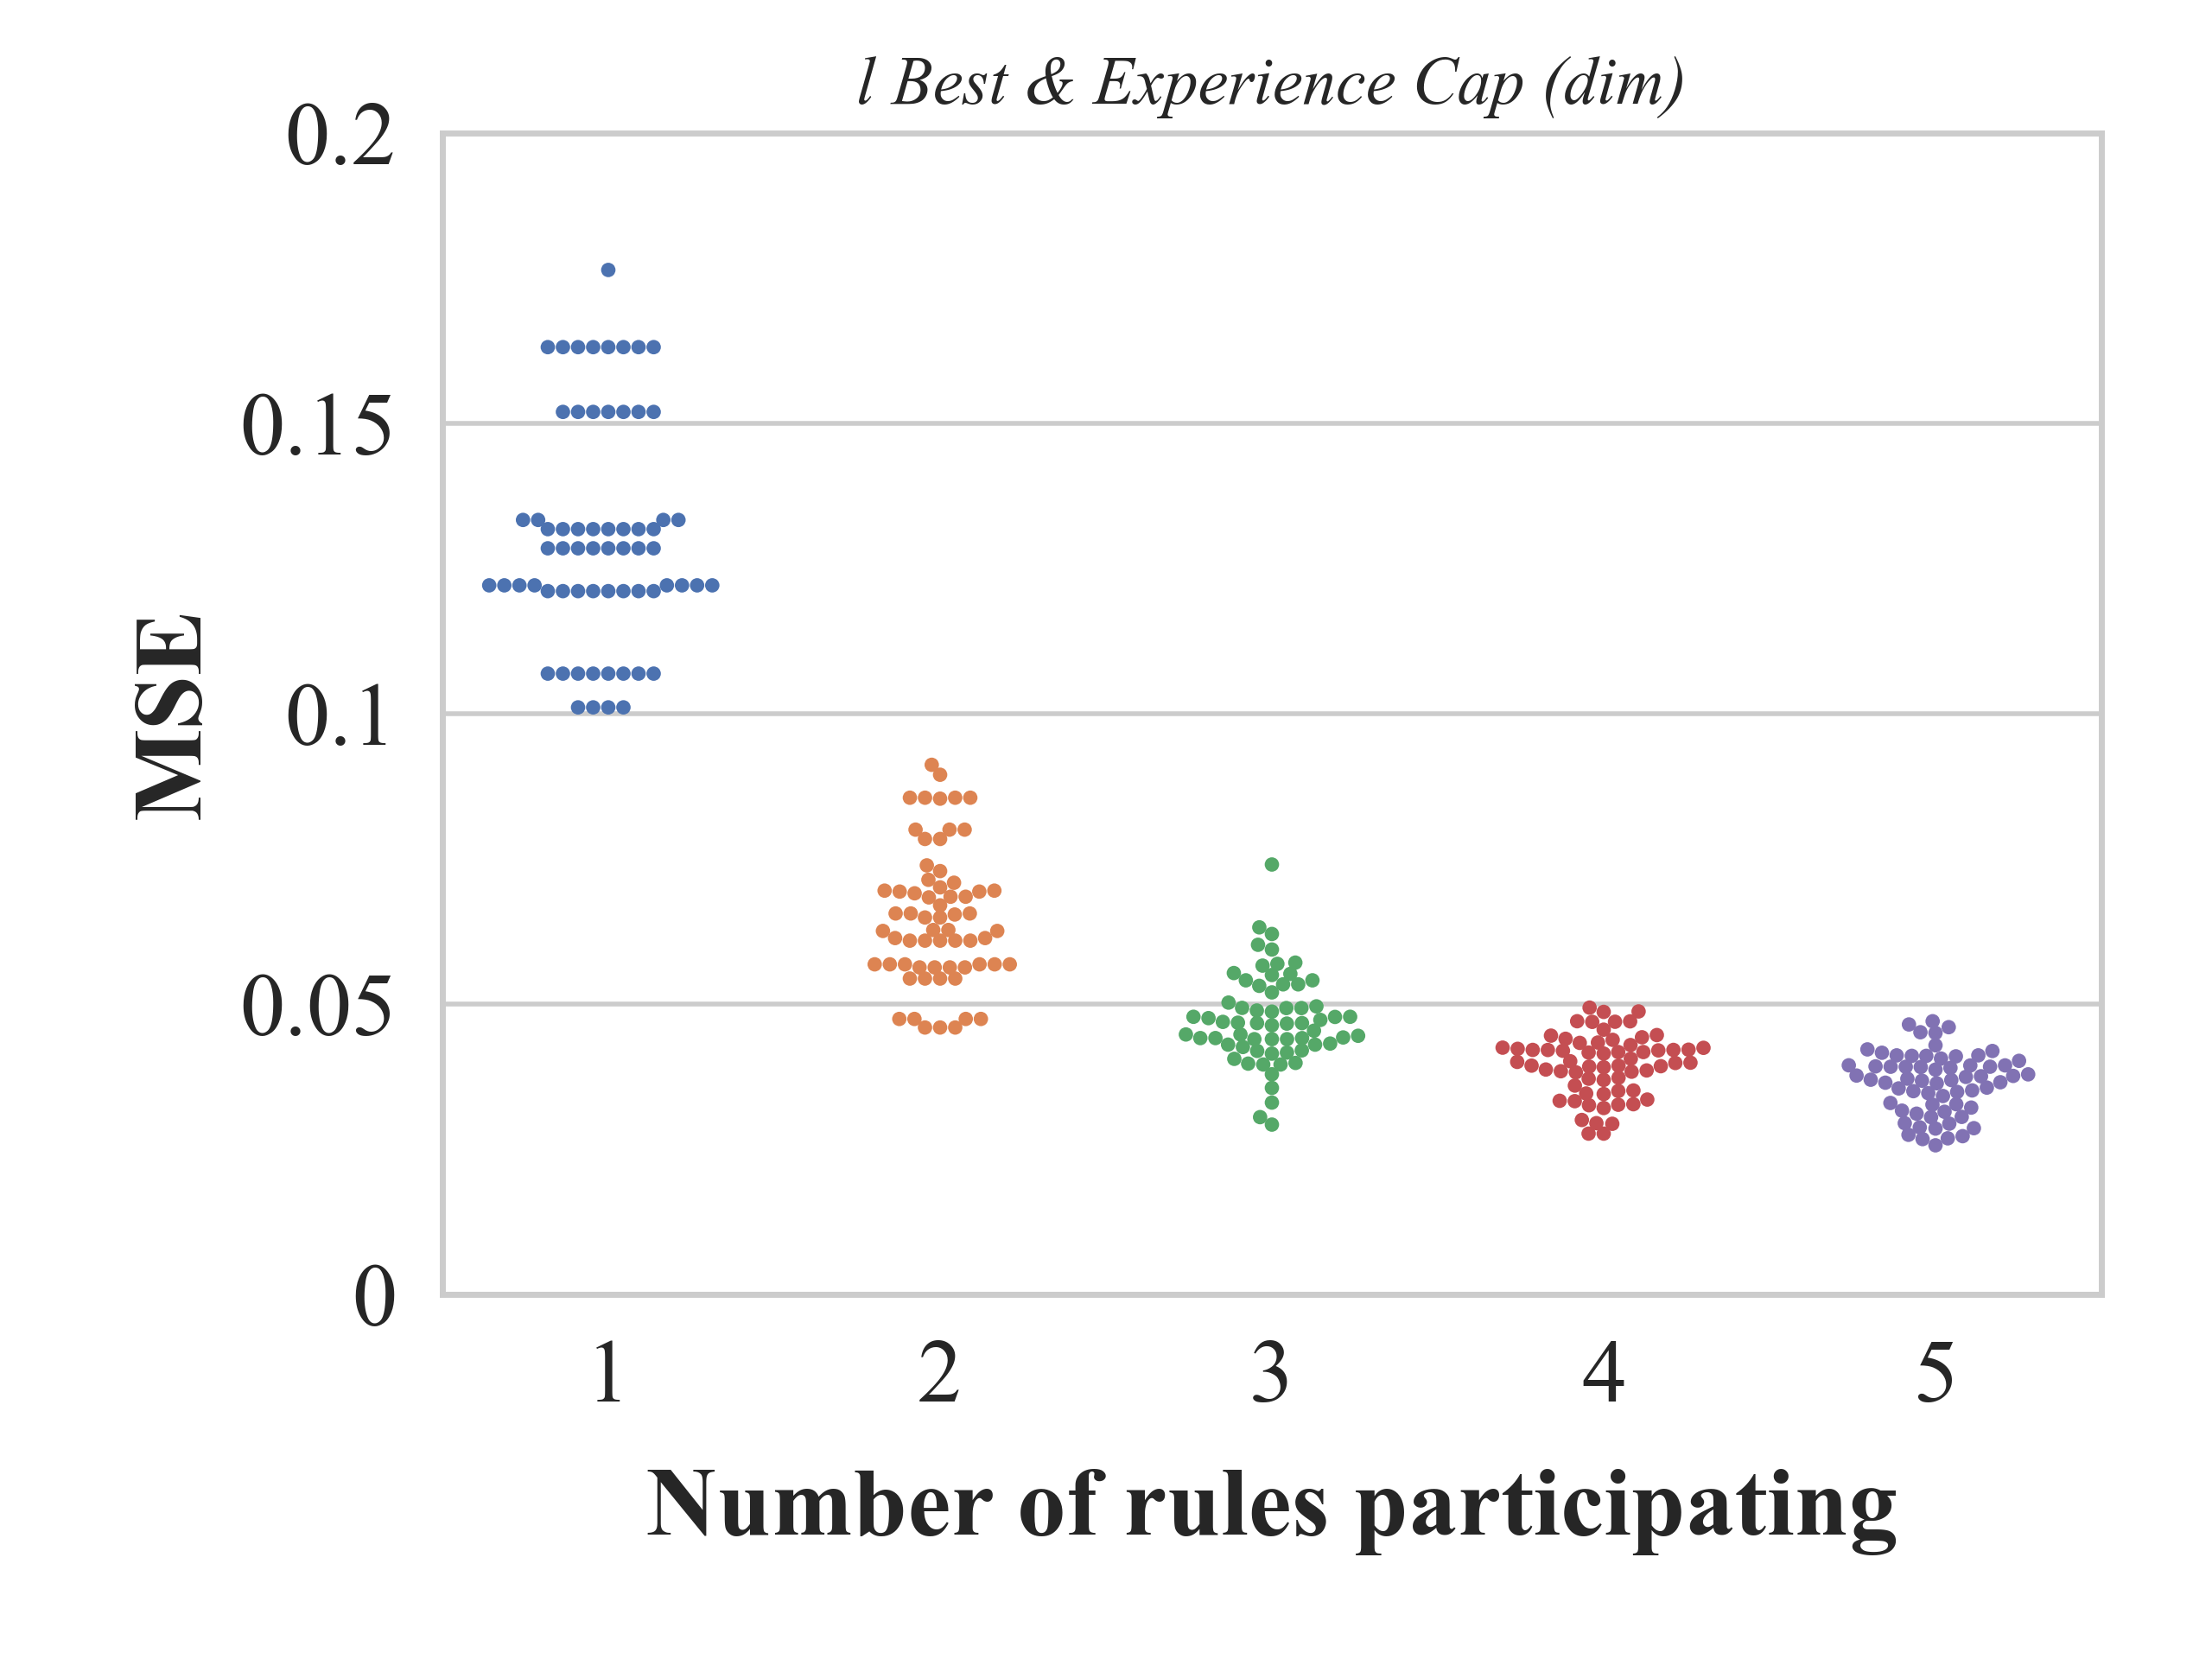 l Best & Experience Cap (dim)
0.2
0.15
0.1
0.05
0
MSE
1 2 3 4 5
Number of rules participating